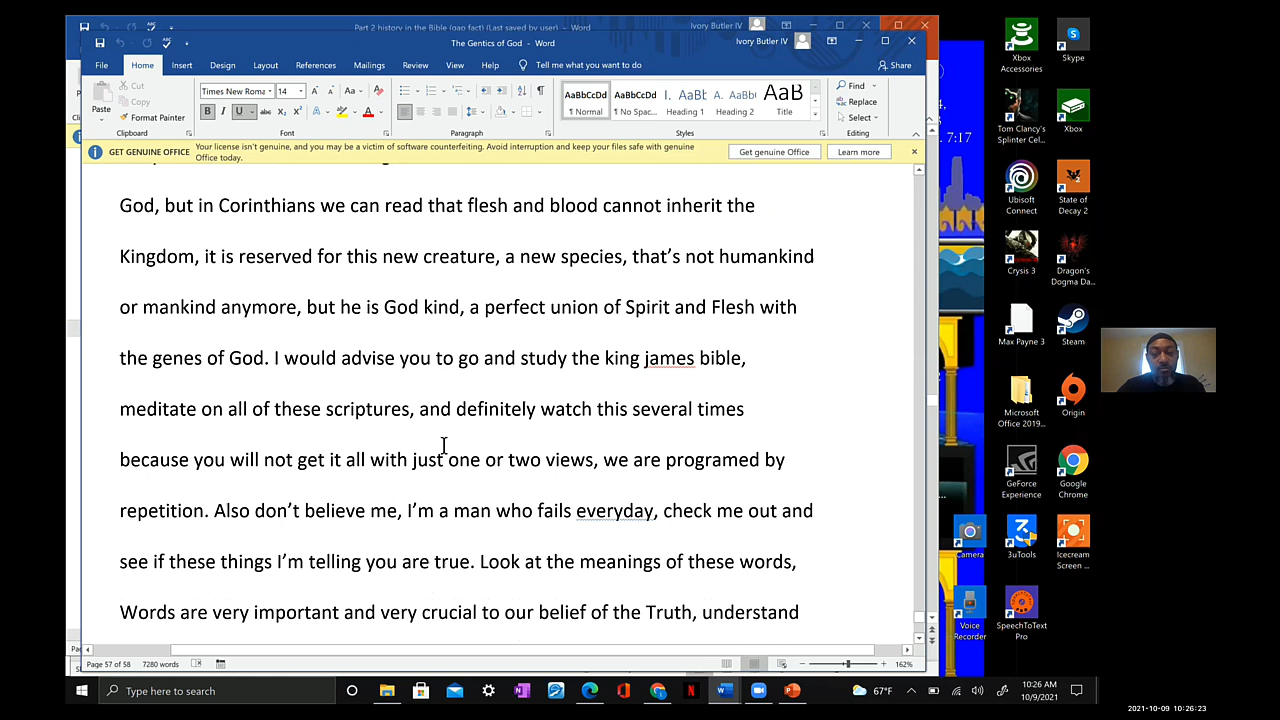 Part 2 history in the Bible (gap fact) (Last saved by user) - Word
Ivory Butler IV
The Gentics of God - Word
Ivory Butler IV
File Home Insert Design Layout References Mailings Review View Help Tell me what you want to do Share
Paste
Cut
Copy
Format Painter
Clipboard
Times New Roma 14
Font
Paragraph
AaBbCcDd AaBbCcDd AaBbC AaBbCc AaB
¶ Normal ¶ No Spac... Heading 1 Heading 2 Title
Styles
Find
Replace
Select
Editing
GET GENUINE OFFICE Your license isn't genuine, and you may be a victim of software counterfeiting. Avoid interruption and keep your files safe with genuine
Office today.
Get genuine Office Learn more
God, but in Corinthians we can read that flesh and blood cannot inherit the
Kingdom, it is reserved for this new creature, a new species, that's not humankind
or mankind anymore, but he is God kind, a perfect union of Spirit and Flesh with
the genes of God. I would advise you to go and study the king james bible,
meditate on all of these scriptures, and definitely watch this several times
because you will not get it all with just one or two views, we are programed by
repetition. Also don't believe me, I'm a man who fails everyday, check me out and
see if these things I'm telling you are true. Look at the meanings of these words,
Words are very important and very crucial to our belief of the Truth, understand
Page 57 of 58 7280 words
162%
. 7:17
Xbox
Accessories
Skype
Tom Clancy's
Splinter Cel...
Xbox
Ubisoft
Connect
State of
Decay 2
Crysis 3
Dragon's
Dogma Da...
Max Payne 3
Steam
Microsoft
Office 2019...
Origin
GeForce
Experience
Google
Chrome
Camera
3uTools
Icecream
Screen ...
Voice
Recorder
SpeechToText
Pro
Type here to search
67°F
10:26 AM
10/9/2021
2021-10-09 10:26:23